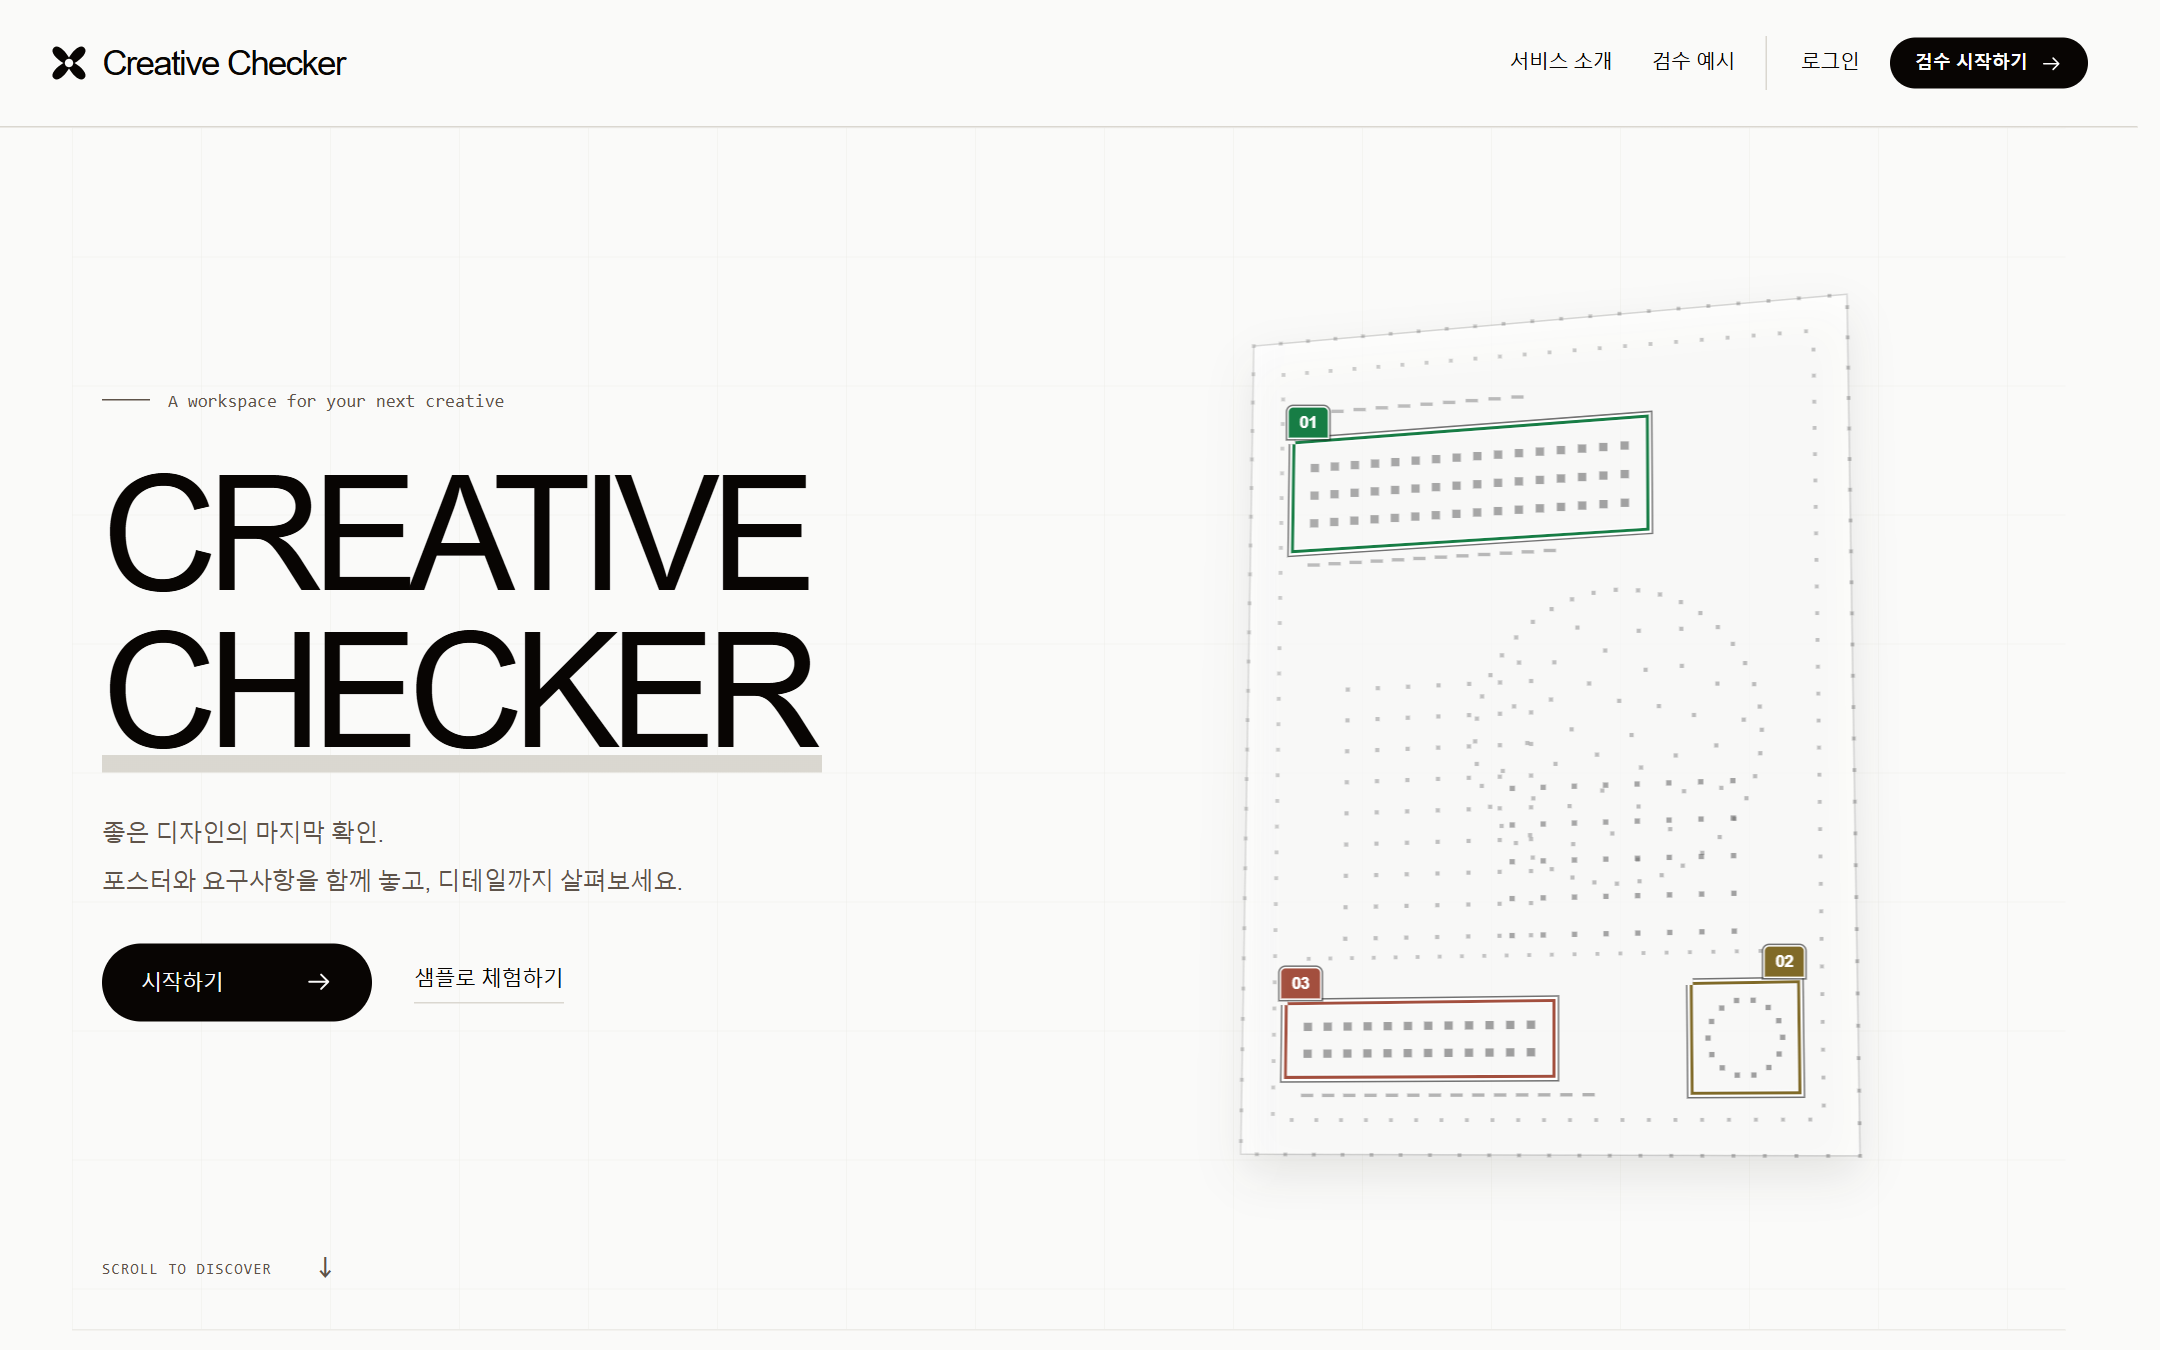 Creative Checker
서비스 소개
검수 예시
로그인
검수 시작하기 →
A workspace for your next creative
CREATIVE
CHECKER
좋은 디자인의 마지막 확인.
포스터와 요구사항을 함께 놓고, 디테일까지 살펴보세요.
시작하기 →
샘플로 체험하기
01
02
03
SCROLL TO DISCOVER ↓